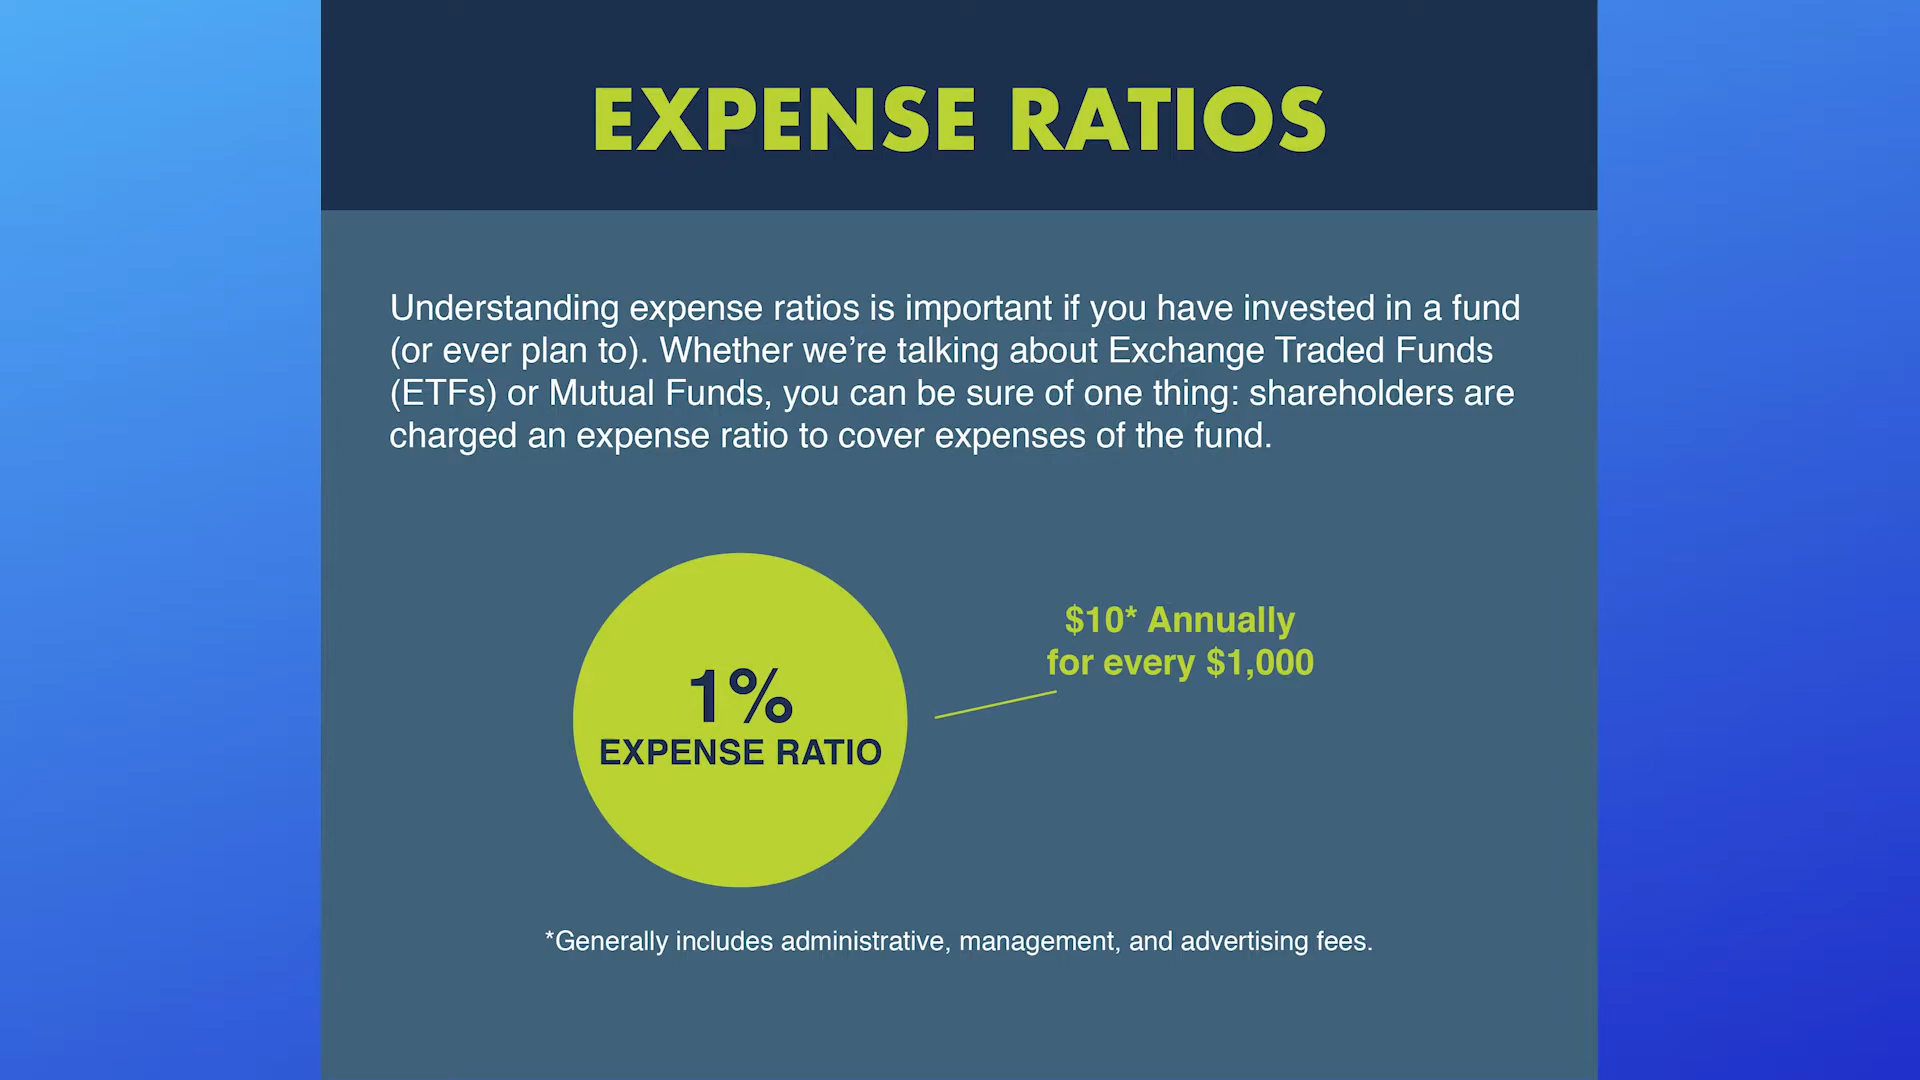 EXPENSE RATIOS
Understanding expense ratios is important if you have invested in a fund
(or ever plan to). Whether we’re talking about Exchange Traded Funds
(ETFs) or Mutual Funds, you can be sure of one thing: shareholders are
charged an expense ratio to cover expenses of the fund.
$10* Annually
for every $1,000
1%
EXPENSE RATIO
*Generally includes administrative, management, and advertising fees.